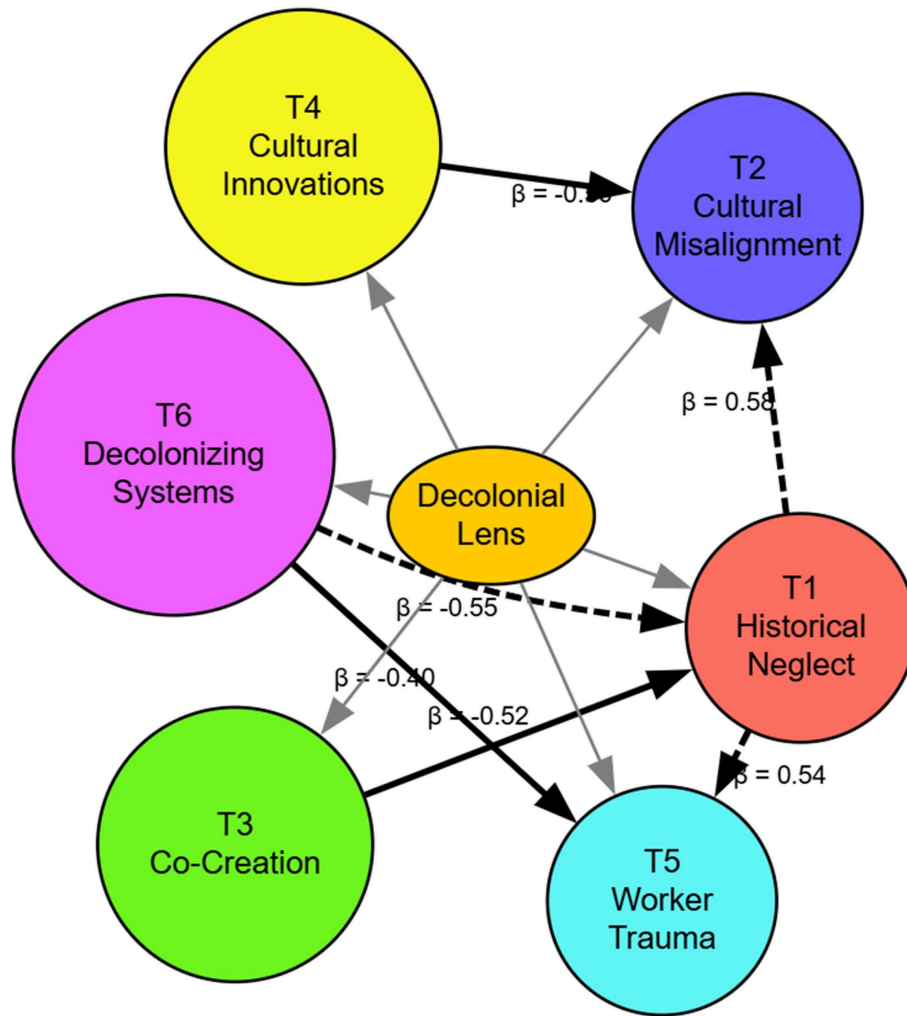 T4
Cultural
Innovations
T2
Cultural
Misalignment
β = -0.
β = 0.58
T6
Decolonizing
Systems
Decolonial
Lens
T1
Historical
Neglect
β = -0.55
β = -0.40
β = -0.52
β = 0.54
T3
Co-Creation
T5
Worker
Trauma